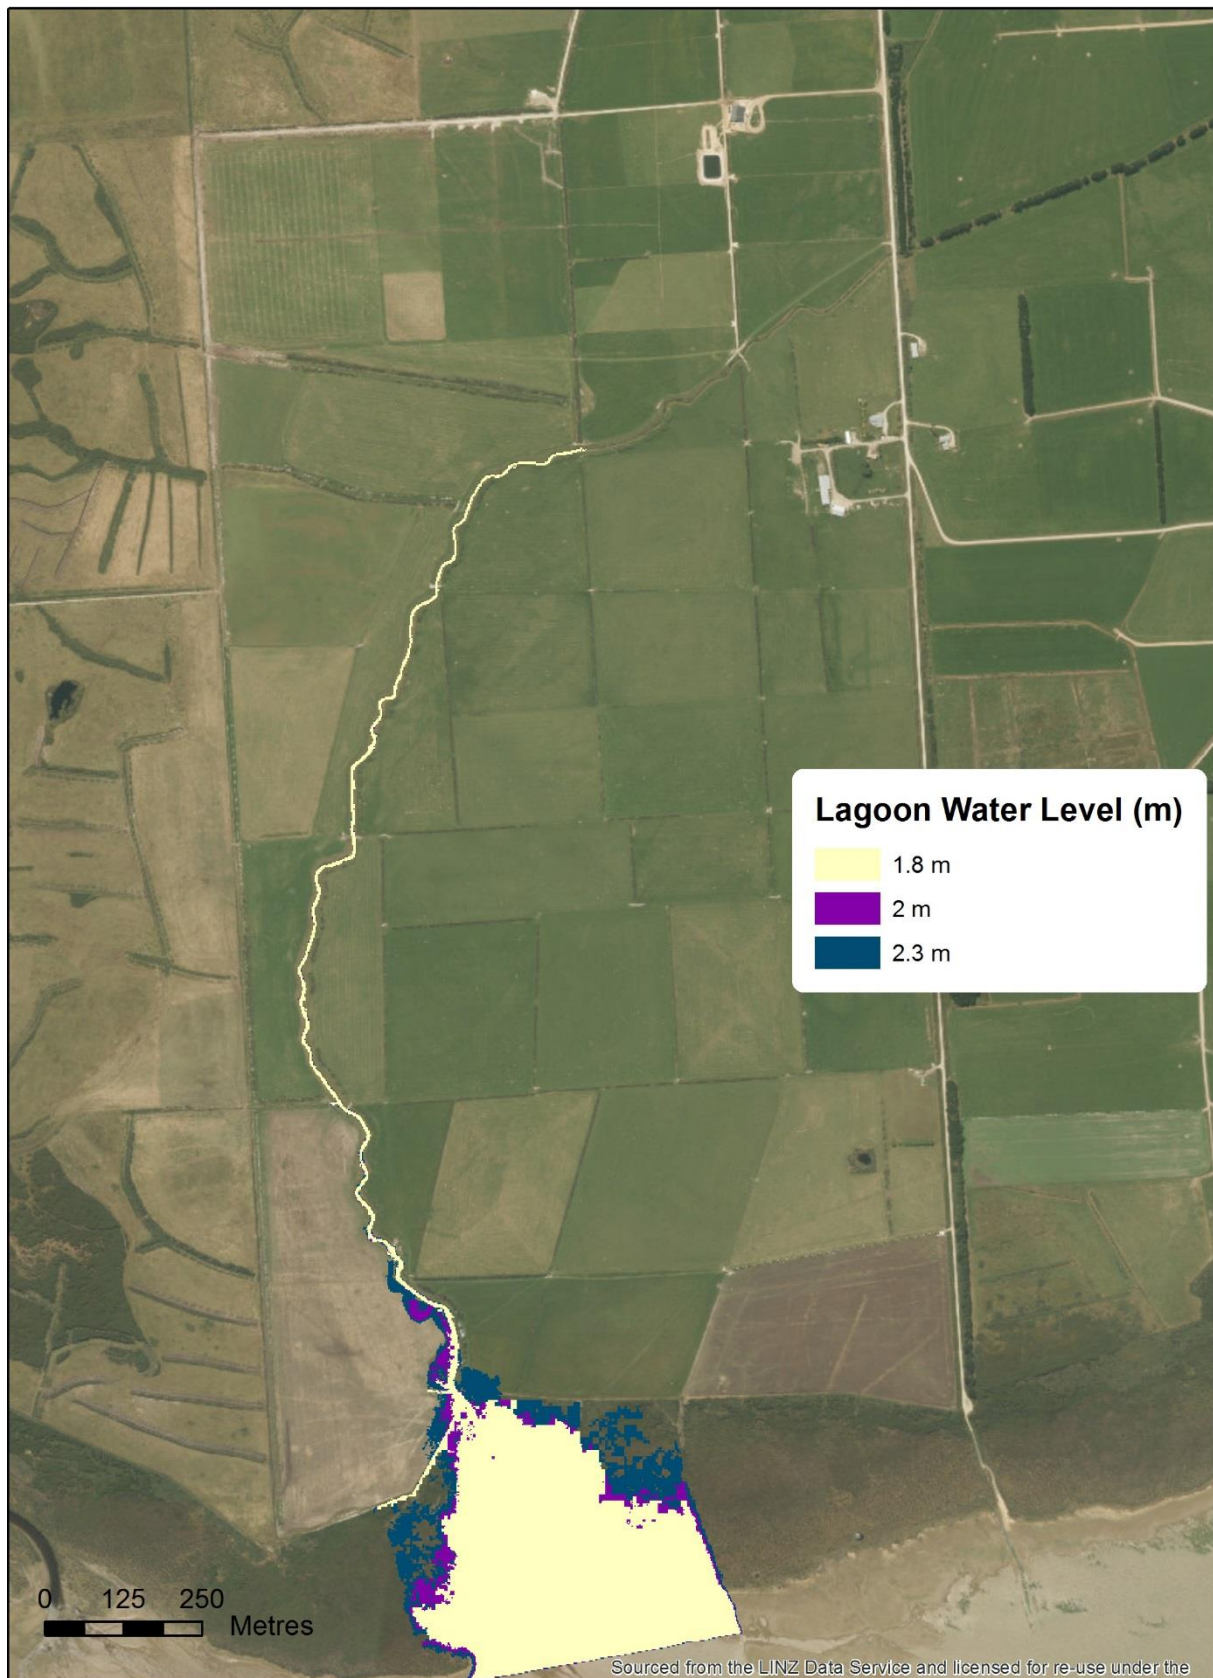 Lagoon Water Level (m)
1.8 m
2 m
2.3 m
0 125 250
Metres
Sourced from the LINZ Data Service and licensed for re-use under the